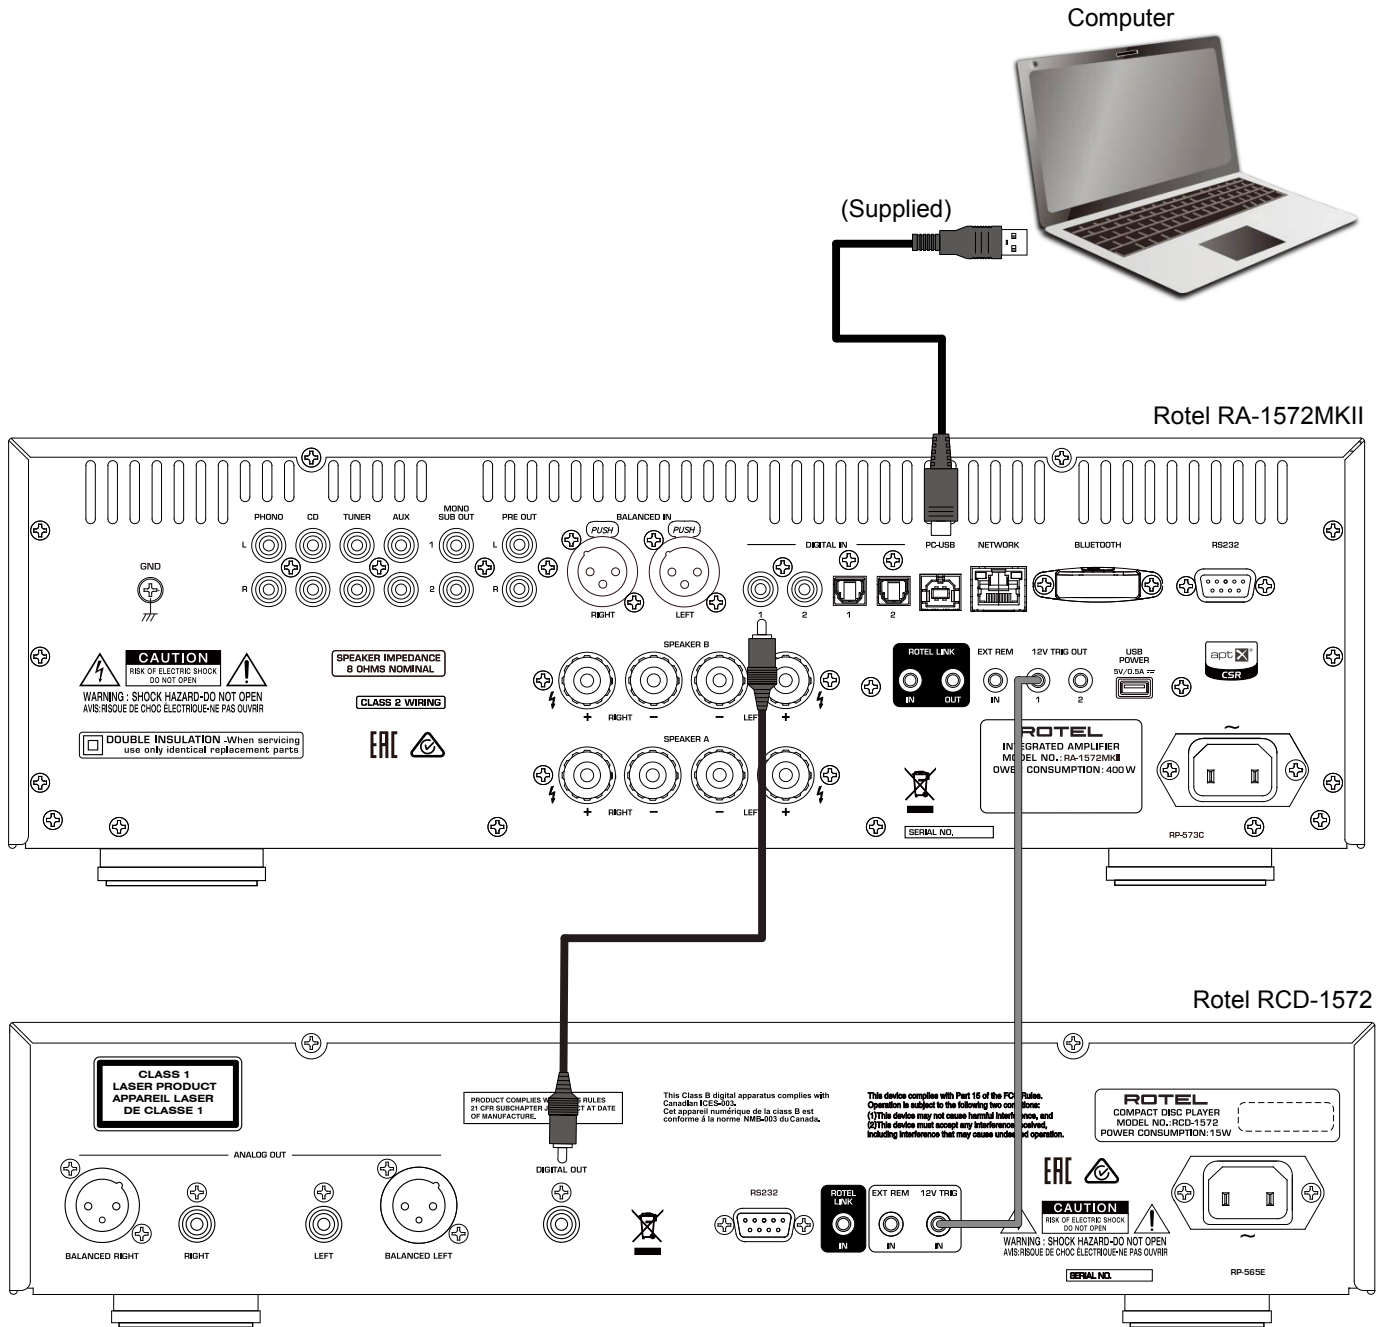 Computer
(Supplied)
Rotel RA-1572MKII
PHONO CD TUNER AUX MONO SUB OUT PRE OUT BALANCED IN
PUSH PUSH
L 1 L
DIGITAL IN PC-USB NETWORK BLUETOOTH RS232
GND
R 2 R
RIGHT LEFT 1 2 1 2
CAUTION
RISK OF ELECTRIC SHOCK
DO NOT OPEN
WARNING : SHOCK HAZARD-DO NOT OPEN
AVIS:RISQUE DE CHOC ÉLECTRIQUE-NE PAS OUVRIR
SPEAKER IMPEDANCE
8 OHMS NOMINAL
CLASS 2 WIRING
DOUBLE INSULATION -When servicing
use only identical replacement parts
EAC
SPEAKER B
+ RIGHT − − LEF +
SPEAKER A
+ RIGHT − − LEF +
ROTEL LINK
IN OUT
EXT REM
IN
12V TRIG OUT
1 2
USB
POWER
5V/0.5A
aptX
CSR
ROTEL
INTEGRATED AMPLIFIER
MODEL NO.: RA-1572MKII
OWER CONSUMPTION: 400W
SERIAL NO.
RP-573C
Rotel RCD-1572
CLASS 1
LASER PRODUCT
APPAREIL LASER
DE CLASSE 1
PRODUCT COMPLIES W S RULES
21 CFR SUBCHAPTER J CT AT DATE
OF MANUFACTURE.
This Class B digital apparatus complies with
Canadian ICES-003.
Cet appareil numérique de la class B est
conforme á la norme NMB-003 du Canada.
This device complies with Part 15 of the FCC Rules.
Operation is subject to the following two conditions:
(1)This device may not cause harmful interference, and
(2)This device must accept any interference received,
including interference that may cause undesired operation.
ROTEL
COMPACT DISC PLAYER
MODEL NO.:RCD-1572
POWER CONSUMPTION:15W
ANALOG OUT
BALANCED RIGHT RIGHT LEFT BALANCED LEFT
DIGITAL OUT
RS232
ROTEL
LINK
IN
EXT REM 12V TRIG
IN IN
EAC
CAUTION
RISK OF ELECTRIC SHOCK
DO NOT OPEN
WARNING : SHOCK HAZARD-DO NOT OPEN
AVIS:RISQUE DE CHOC ÉLECTRIQUE-NE PAS OUVRIR
SERIAL NO.
RP-565E